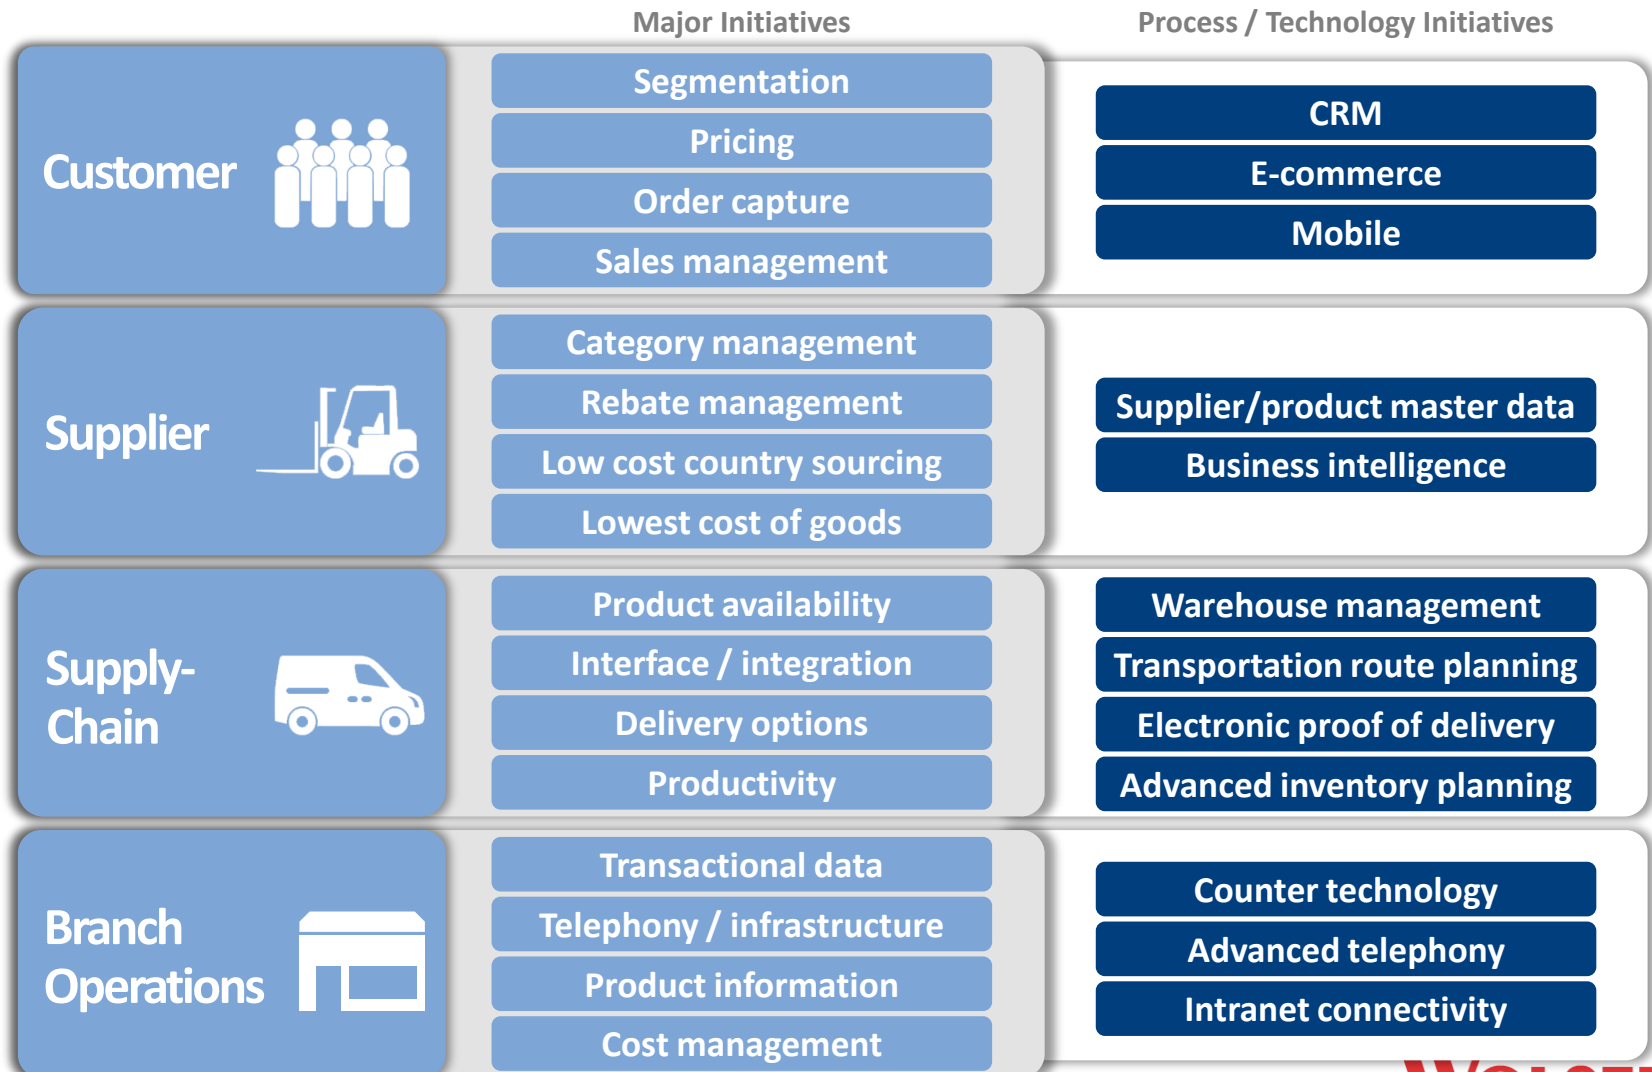 Major Initiatives
Process / Technology Initiatives
Customer
Segmentation
Pricing
Order capture
Sales management
CRM
E-commerce
Mobile
Supplier
Category management
Rebate management
Low cost country sourcing
Lowest cost of goods
Supplier/product master data
Business intelligence
Supply-
Chain
Product availability
Interface / integration
Delivery options
Productivity
Warehouse management
Transportation route planning
Electronic proof of delivery
Advanced inventory planning
Branch
Operations
Transactional data
Telephony / infrastructure
Product information
Cost management
Counter technology
Advanced telephony
Intranet connectivity